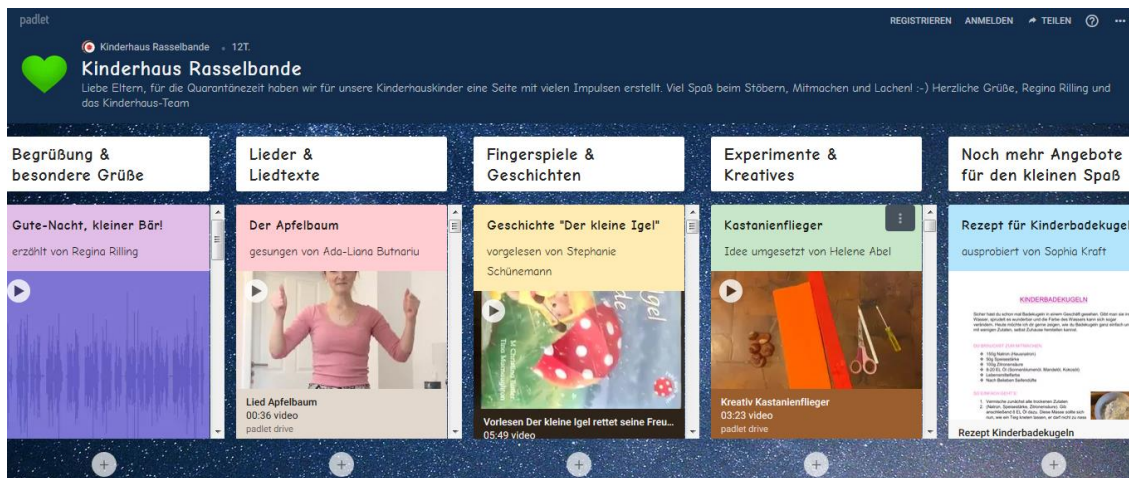 padlet
REGISTRIEREN ANMELDEN TEILEN ? •••
Kinderhaus Rasselbande • 12T.
Kinderhaus Rasselbande
Liebe Eltern, für die Quarantänezeit haben wir für unsere Kinderhauskinder eine Seite mit vielen Impulsen erstellt. Viel Spaß beim Stöbern, Mitmachen und Lachen! :-) Herzliche Grüße, Regina Rilling und
das Kinderhaus-Team
Begrüßung &
besondere Grüße
Gute-Nacht, kleiner Bär!
erzählt von Regina Rilling
Lieder &
Liedtexte
Der Apfelbaum
gesungen von Ada-Liana Butnariu
Lied Apfelbaum
00:36 video
padlet drive
Fingerspiele &
Geschichten
Geschichte "Der kleine Igel"
vorgelesen von Stephanie
Schünemann
Igel
Vorlesen Der kleine Igel rettet seine Freu...
05:49 video
Experimente &
Kreatives
Kastanienflieger
Idee umgesetzt von Helene Abel
Kreativ Kastanienflieger
03:23 video
padlet drive
Noch mehr Angebote
für den kleinen Spaß
Rezept für Kinderbadekugel
ausprobiert von Sophia Kraft
KINDERBADEKUGELN
150g Natron (Hausnatron)
Lebensmittelfarbe
Rezept Kinderbadekugeln